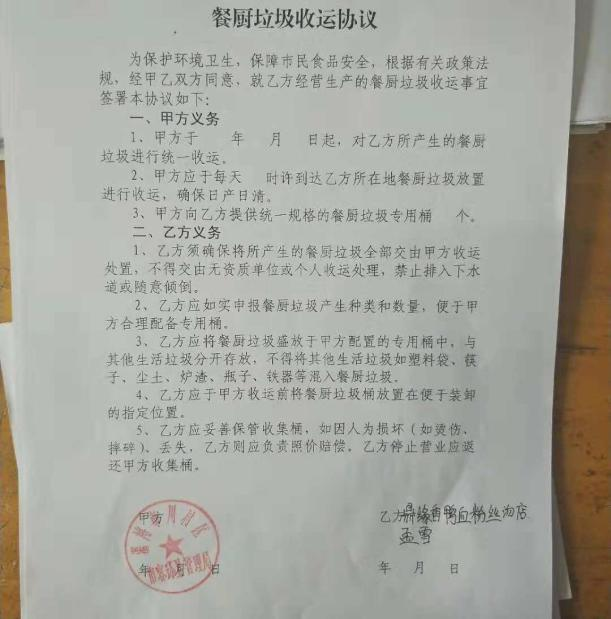 餐厨垃圾收运协议
为保护环境卫生，保障市民食品安全，根据有关政策法
规，经甲乙双方同意，就乙方经营生产的餐厨垃圾收运事宜
签署本协议如下：
一、甲方义务
1、甲方于 年 月 日起，对乙方所产生的餐厨
垃圾进行统一收运。
2、甲方应于每天 时许到达乙方所在地餐厨垃圾放置
进行收运，确保日产日清。
3、甲方向乙方提供统一规格的餐厨垃圾专用桶 个。
二、乙方义务
1、乙方须确保将所产生的餐厨垃圾全部交由甲方收运
处置，不得交由无资质单位或个人收运处理，禁止排入下水
道或随意倾倒。
2、乙方应如实申报餐厨垃圾产生种类和数量，便于甲
方合理配备专用桶。
3、乙方应将餐厨垃圾盛放于甲方配置的专用桶中，与
其他生活垃圾分开存放，不得将其他生活垃圾如塑料袋、筷
子、尘土、炉渣、瓶子、铁器等混入餐厨垃圾。
4、乙方应于甲方收运前将餐厨垃圾桶放置在便于装卸
的指定位置。
5、乙方应妥善保管收集桶，如因人为损坏（如烫伤、
摔碎）、丢失，乙方则应负责照价赔偿。乙方停止营业应返
还甲方收集桶。
甲方
乙方 鸭血粉丝汤店
孟雪
年 月 日
年 月 日